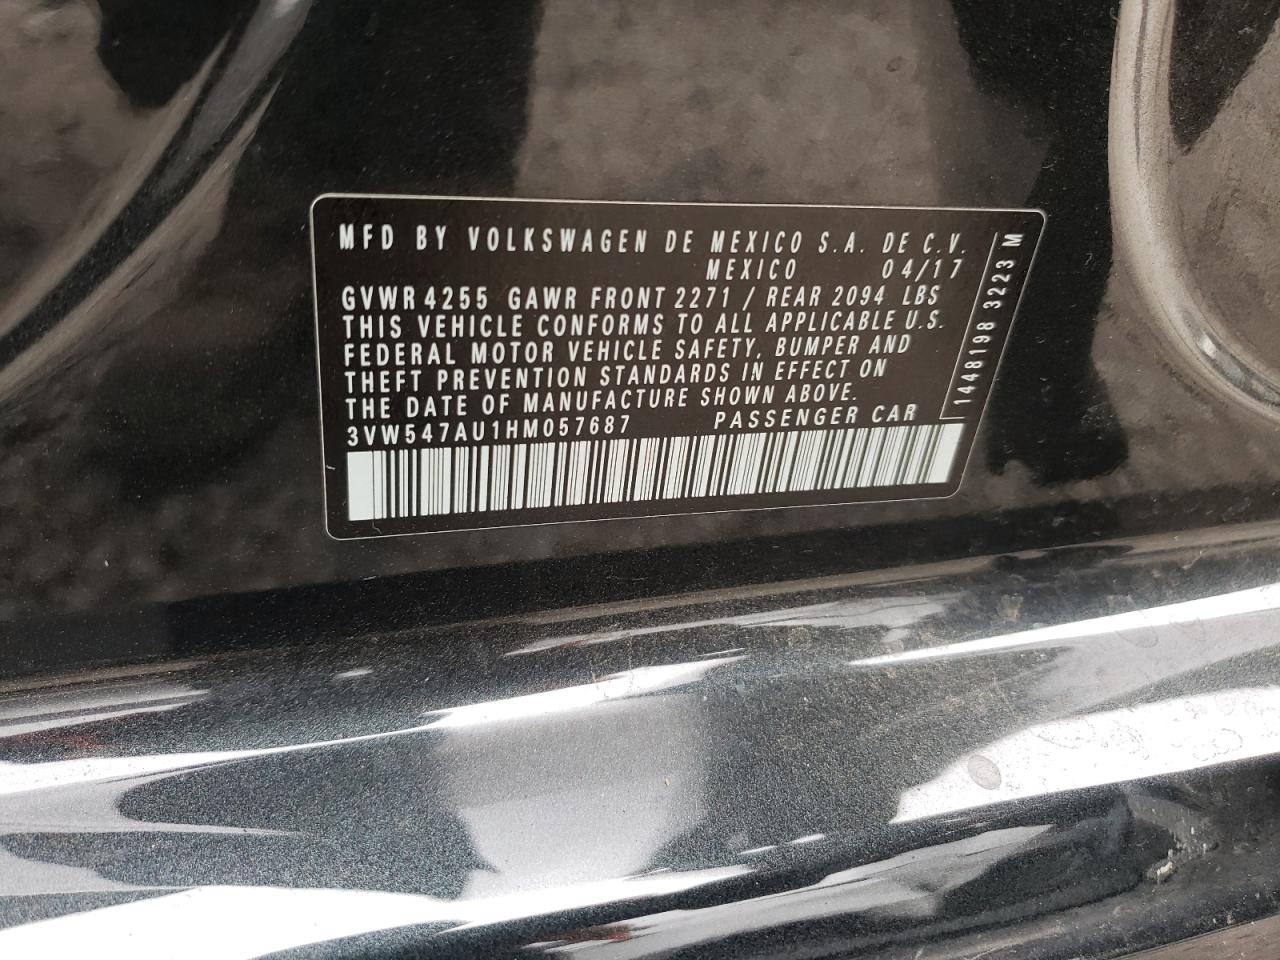 MFD BY VOLKSWAGEN DE MEXICO S.A. DE C.V.
MEXICO 04/17
GVWR 4255 GAWR FRONT 2271 / REAR 2094 LBS
THIS VEHICLE CONFORMS TO ALL APPLICABLE U.S.
FEDERAL MOTOR VEHICLE SAFETY, BUMPER AND
THEFT PREVENTION STANDARDS IN EFFECT ON
THE DATE OF MANUFACTURE SHOWN ABOVE.
3VW547AU1HM057687 PASSENGER CAR
1448198 3223 M